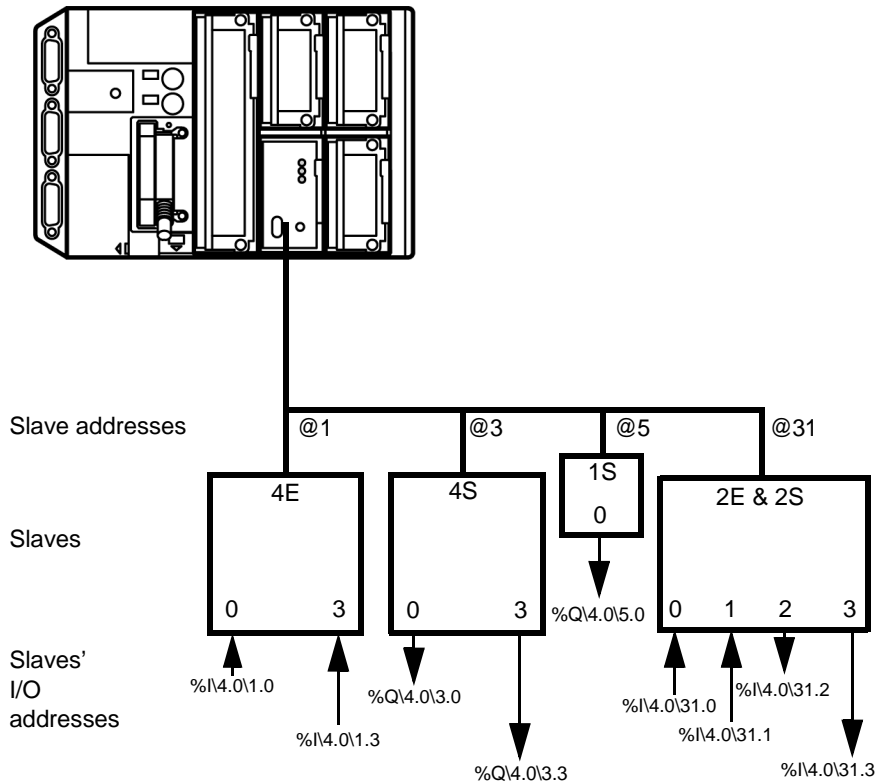 Slave addresses
@1
@3
@5
@31
Slaves
4E
4S
1S
2E & 2S
0
0 3
0 3
0 1 2 3
Slaves'
I/O
addresses
%I\4.0\1.0
%I\4.0\1.3
%Q\4.0\3.0
%Q\4.0\3.3
%Q\4.0\5.0
%I\4.0\31.0
%I\4.0\31.1
%I\4.0\31.2
%I\4.0\31.3